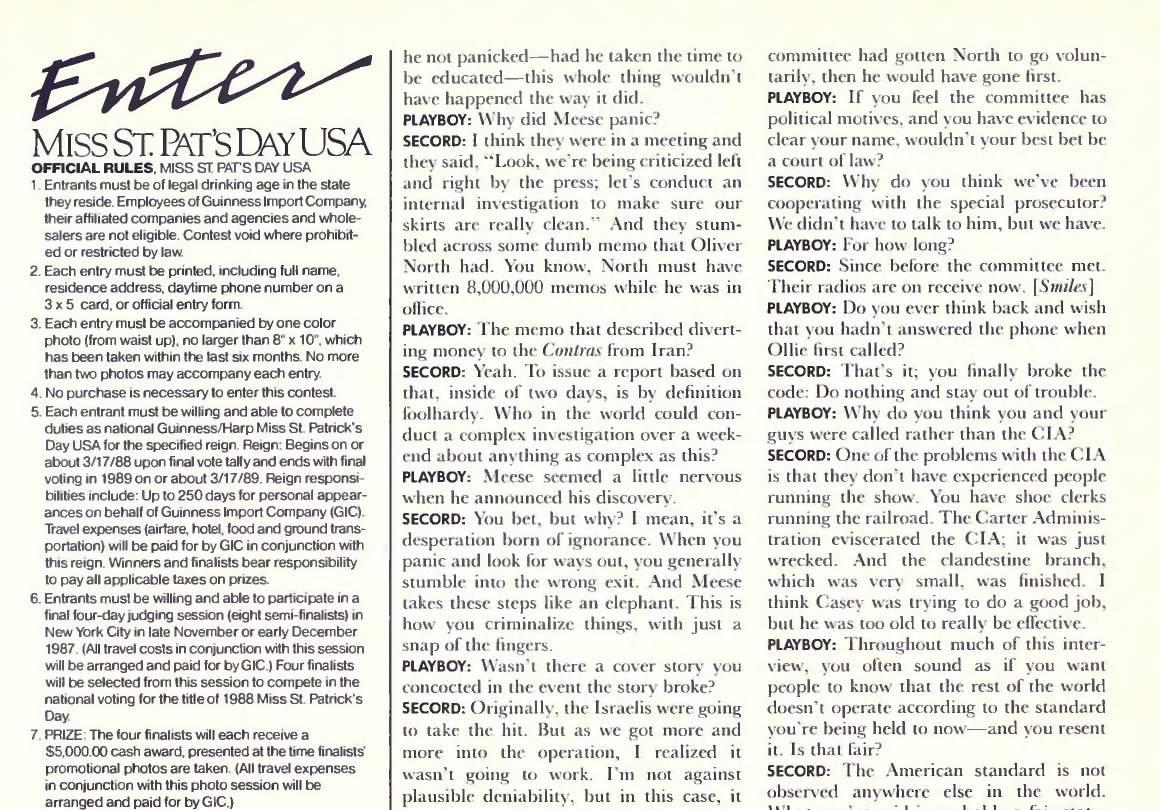 Enter
MISS ST. PAT'S DAY USA
OFFICIAL RULES, MISS ST. PAT'S DAY USA
1. Entrants must be of legal drinking age in the state
they reside. Employees of Guinness Import Company,
their affiliated companies and agencies and whole-
salers are not eligible. Contest void where prohibit-
ed or restricted by law.
2. Each entry must be printed, including full name,
residence address, daytime phone number on a
3 x 5 card, or official entry form.
3. Each entry must be accompanied by one color
photo (from waist up), no larger than 8" x 10", which
has been taken within the last six months. No more
than two photos may accompany each entry.
4. No purchase is necessary to enter this contest.
5. Each entrant must be willing and able to complete
duties as national Guinness/Harp Miss St. Patrick's
Day USA for the specified reign. Reign: Begins on or
about 3/17/88 upon final vote tally and ends with final
voting in 1989 on or about 3/17/89. Reign responsi-
bilities include: Up to 250 days for personal appear-
ances on behalf of Guinness Import Company (GIC).
Travel expenses (airfare, hotel, food and ground trans-
portation) will be paid for by GIC in conjunction with
this reign. Winners and finalists bear responsibility
to pay all applicable taxes on prizes.
6. Entrants must be willing and able to participate in a
final four-day judging session (eight semi-finalists) in
New York City in late November or early December
1987. (All travel costs in conjunction with this session
will be arranged and paid for by GIC.) Four finalists
will be selected from this session to compete in the
national voting for the title of 1988 Miss St. Patrick's
Day.
7. PRIZE: The four finalists will each receive a
$5,000.00 cash award, presented at the time finalists'
promotional photos are taken. (All travel expenses
in conjunction with this photo session will be
arranged and paid for by GIC.)
he not panicked—had he taken the time to
be educated—this whole thing wouldn't
have happened the way it did.
PLAYBOY: Why did Meese panic?
SECORD: I think they were in a meeting and
they said, "Look, we're being criticized left
and right by the press; let's conduct an
internal investigation to make sure our
skirts are really clean." And they stum-
bled across some dumb memo that Oliver
North had. You know, North must have
written 8,000,000 memos while he was in
office.
PLAYBOY: The memo that described divert-
ing money to the Contras from Iran?
SECORD: Yeah. To issue a report based on
that, inside of two days, is by definition
foolhardy. Who in the world could con-
duct a complex investigation over a week-
end about anything as complex as this?
PLAYBOY: Meese seemed a little nervous
when he announced his discovery.
SECORD: You bet, but why? I mean, it's a
desperation born of ignorance. When you
panic and look for ways out, you generally
stumble into the wrong exit. And Meese
takes these steps like an elephant. This is
how you criminalize things, with just a
snap of the fingers.
PLAYBOY: Wasn't there a cover story you
concocted in the event the story broke?
SECORD: Originally, the Israelis were going
to take the hit. But as we got more and
more into the operation, I realized it
wasn't going to work. I'm not against
plausible deniability, but in this case, it
committee had gotten North to go volun-
tarily, then he would have gone first.
PLAYBOY: If you feel the committee has
political motives, and you have evidence to
clear your name, wouldn't your best bet be
a court of law?
SECORD: Why do you think we've been
cooperating with the special prosecutor?
We didn't have to talk to him, but we have.
PLAYBOY: For how long?
SECORD: Since before the committee met.
Their radios are on receive now. [Smiles]
PLAYBOY: Do you ever think back and wish
that you hadn't answered the phone when
Ollie first called?
SECORD: That's it; you finally broke the
code: Do nothing and stay out of trouble.
PLAYBOY: Why do you think you and your
guys were called rather than the CIA?
SECORD: One of the problems with the CIA
is that they don't have experienced people
running the show. You have shoe clerks
running the railroad. The Carter Adminis-
tration eviscerated the CIA; it was just
wrecked. And the clandestine branch,
which was very small, was finished. I
think Casey was trying to do a good job,
but he was too old to really be effective.
PLAYBOY: Throughout much of this inter-
view, you often sound as if you want
people to know that the rest of the world
doesn't operate according to the standard
you're being held to now—and you resent
it. Is that fair?
SECORD: The American standard is not
observed anywhere else in the world.